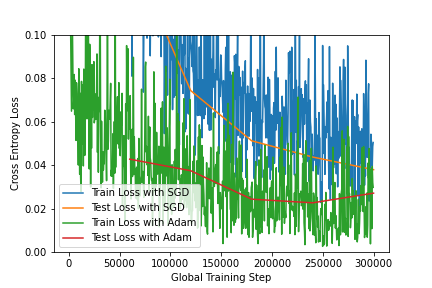 0.10
0.08
0.06
0.04
0.02
0.00
Cross Entropy Loss
Train Loss with SGD
Test Loss with SGD
Train Loss with Adam
Test Loss with Adam
0 50000 100000 150000 200000 250000 300000
Global Training Step